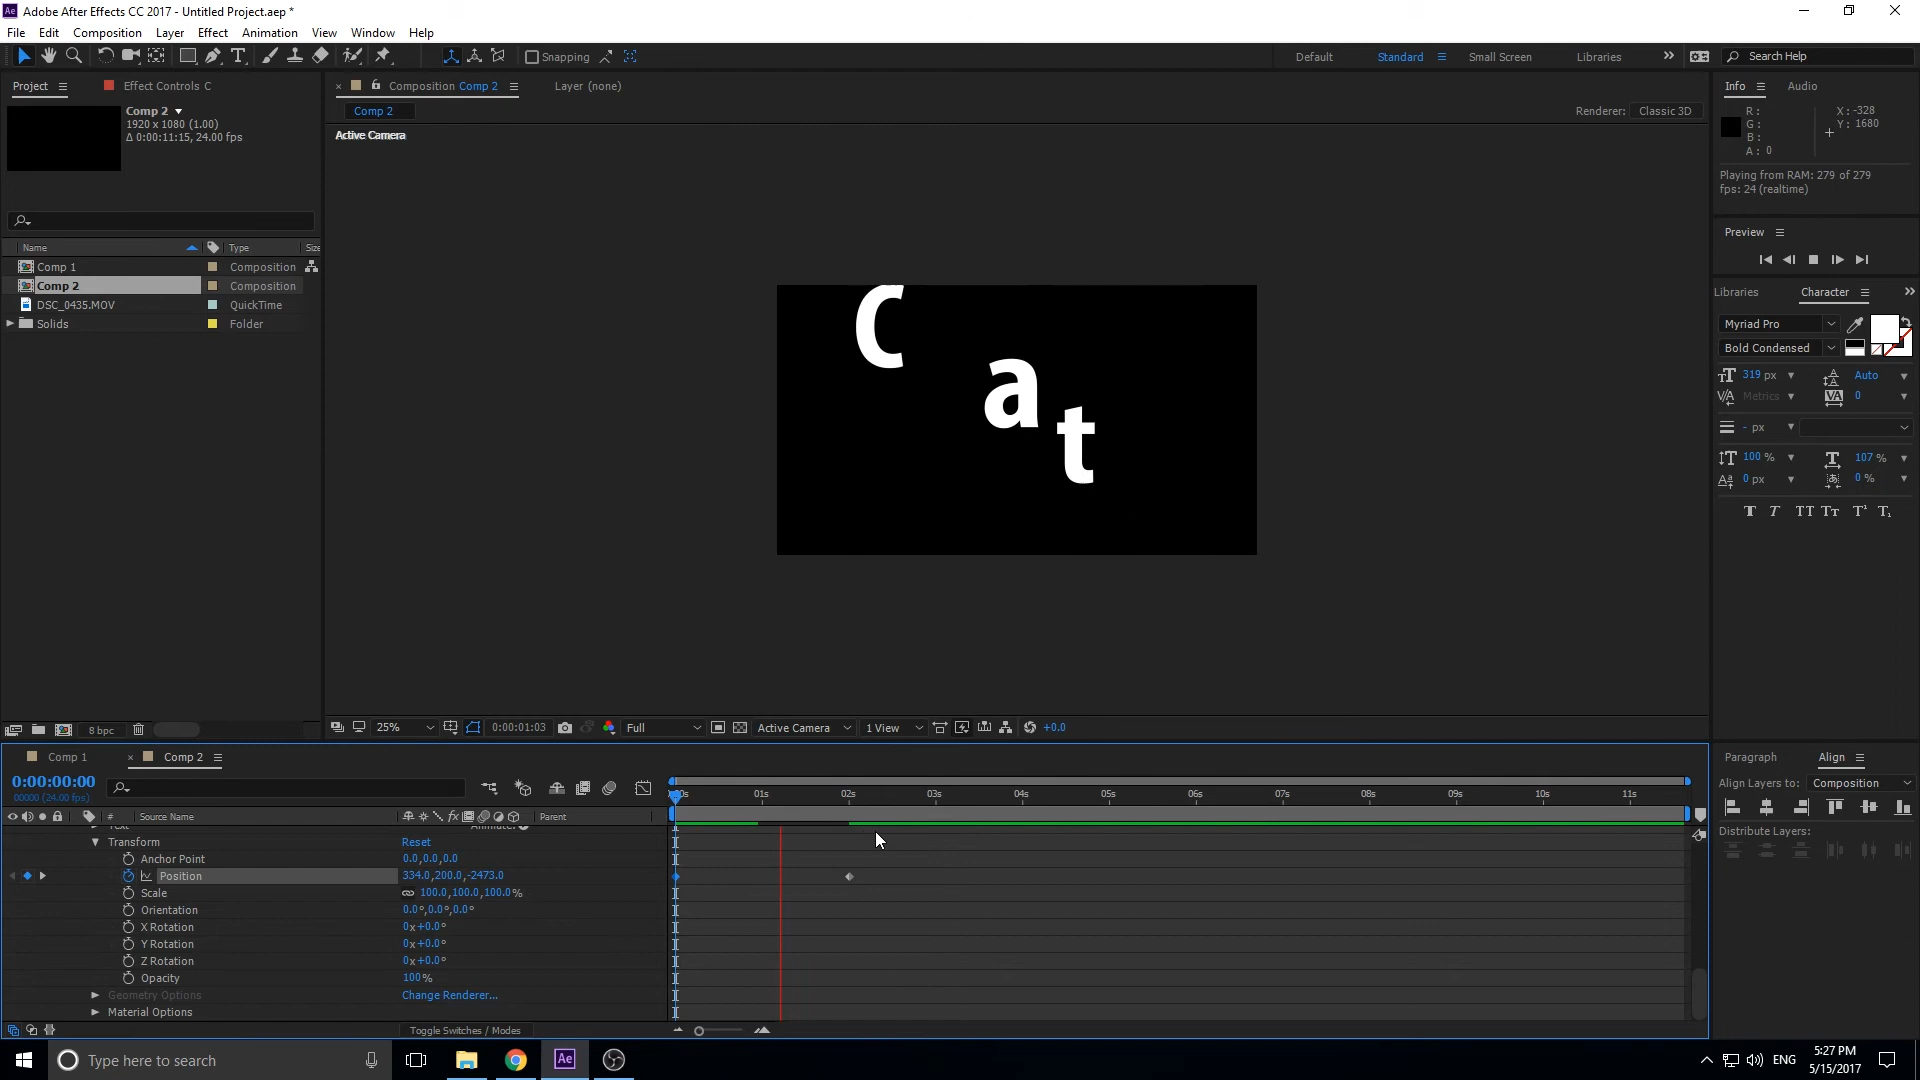 Adobe After Effects CC 2017 - Untitled Project.aep *
File Edit Composition Layer Effect Animation View Window Help
Snapping
Default Standard Small Screen Libraries
Search Help
Project
Effect Controls C
Comp 2
1920 x 1080 (1.00)
Δ 0:00:11:15, 24.00 fps
Name Type Size
Comp 1 Composition
Comp 2 Composition
DSC_0435.MOV QuickTime
Solids Folder
8 bpc
Composition Comp 2
Layer (none)
Comp 2
Renderer: Classic 3D
Active Camera
C
a
t
25% 0:00:01:03 Full Active Camera 1 View +0.0
Info Audio
R: X: -328
G: Y: 1680
B:
A: 0
Playing from RAM: 279 of 279
fps: 24 (realtime)
Preview
Libraries Character
Myriad Pro
Bold Condensed
319 px Auto
Metrics 0
- px
100 % 107 %
0 px 0 %
T T TT Tт T¹ T₁
Comp 1 Comp 2
0:00:00:00
00000 (24.00 fps)
# Source Name Parent
01s 02s 03s 04s 05s 06s 07s 08s 09s 10s 11s
Transform Reset
Anchor Point 0.0,0.0,0.0
Position 334.0,200.0,-2473.0
Scale 100.0,100.0,100.0%
Orientation 0.0°,0.0°,0.0°
X Rotation 0x+0.0°
Y Rotation 0x+0.0°
Z Rotation 0x+0.0°
Opacity 100%
Geometry Options Change Renderer...
Material Options
Toggle Switches / Modes
Paragraph Align
Align Layers to: Composition
Distribute Layers:
Type here to search
Ae
ENG
5:27 PM
5/15/2017